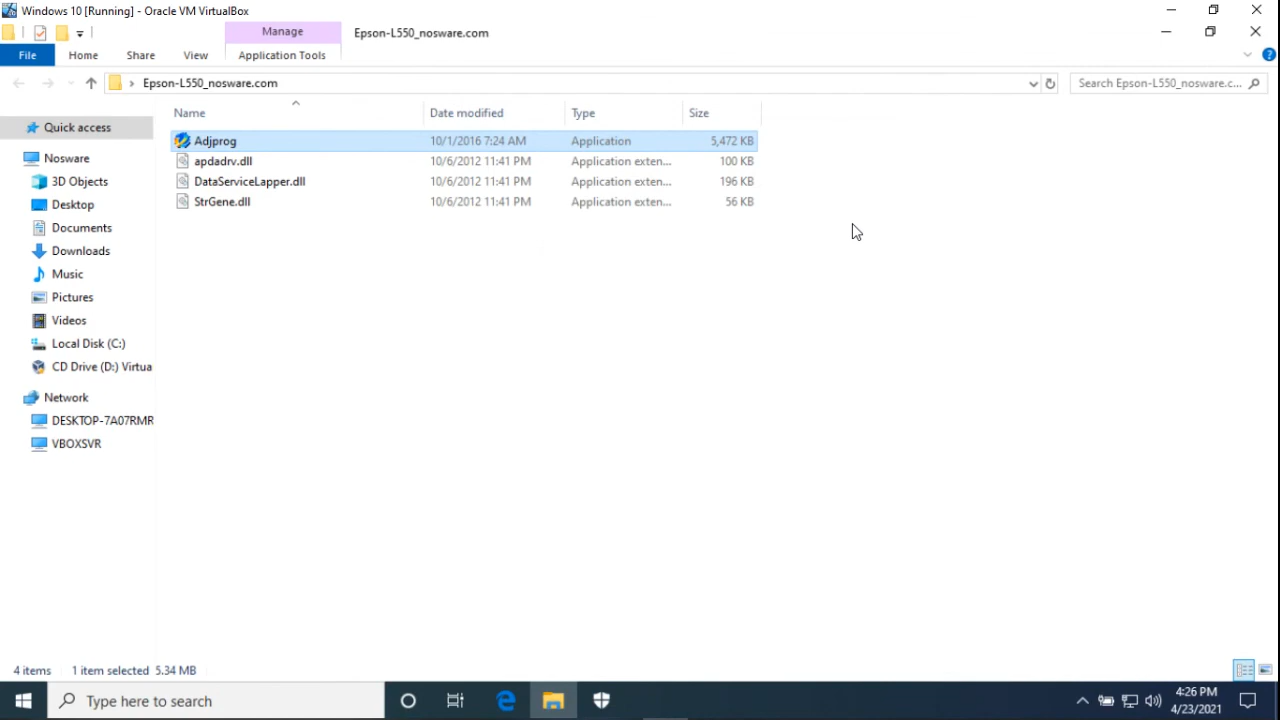 Windows 10 [Running] - Oracle VM VirtualBox
Manage
Epson-L550_nosware.com
File
Home
Share
View
Application Tools
Epson-L550_nosware.com
Search Epson-L550_nosware.c...
Name
Date modified
Type
Size
Quick access
Nosware
3D Objects
Desktop
Documents
Downloads
Music
Pictures
Videos
Local Disk (C:)
CD Drive (D:) Virtua
Network
DESKTOP-7A07RMR
VBOXSVR
Adjprog 10/1/2016 7:24 AM Application 5,472 KB
apdadrv.dll 10/6/2012 11:41 PM Application exten... 100 KB
DataServiceLapper.dll 10/6/2012 11:41 PM Application exten... 196 KB
StrGene.dll 10/6/2012 11:41 PM Application exten... 56 KB
4 items 1 item selected 5.34 MB
Type here to search
4:26 PM
4/23/2021